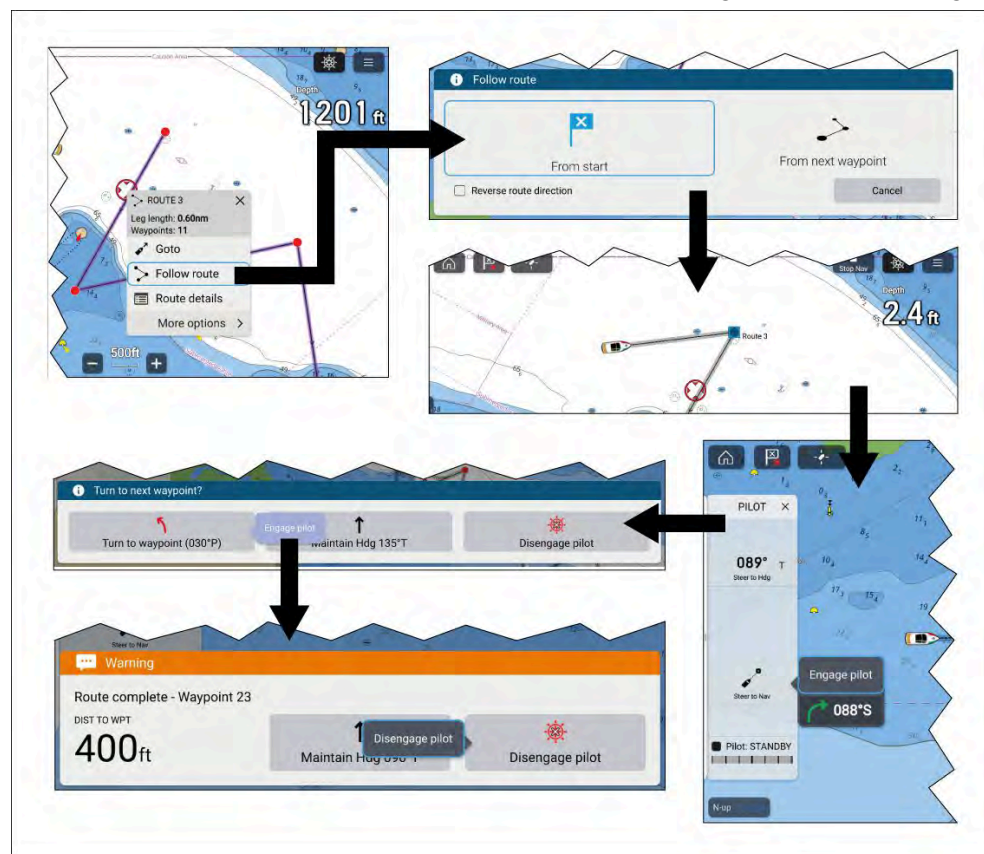 Depth
1201 ft
ROUTE 3
Leg length: 0.60nm
Waypoints: 11
Goto
Follow route
Route details
More options
500ft
Follow route
From start
From next waypoint
Reverse route direction
Cancel
Stop Nav
Depth
2.4 ft
Route 3
PILOT
089° T
Steer to Hdg
Steer to Nav
Engage pilot
088°S
Pilot: STANDBY
N-up
Turn to next waypoint?
Turn to waypoint (030°P)
Engage pilot
Maintain Hdg 135°T
Disengage pilot
Steer to Nav
Warning
Route complete - Waypoint 23
DIST TO WPT
400ft
Maintain Hdg
Disengage pilot
Disengage pilot